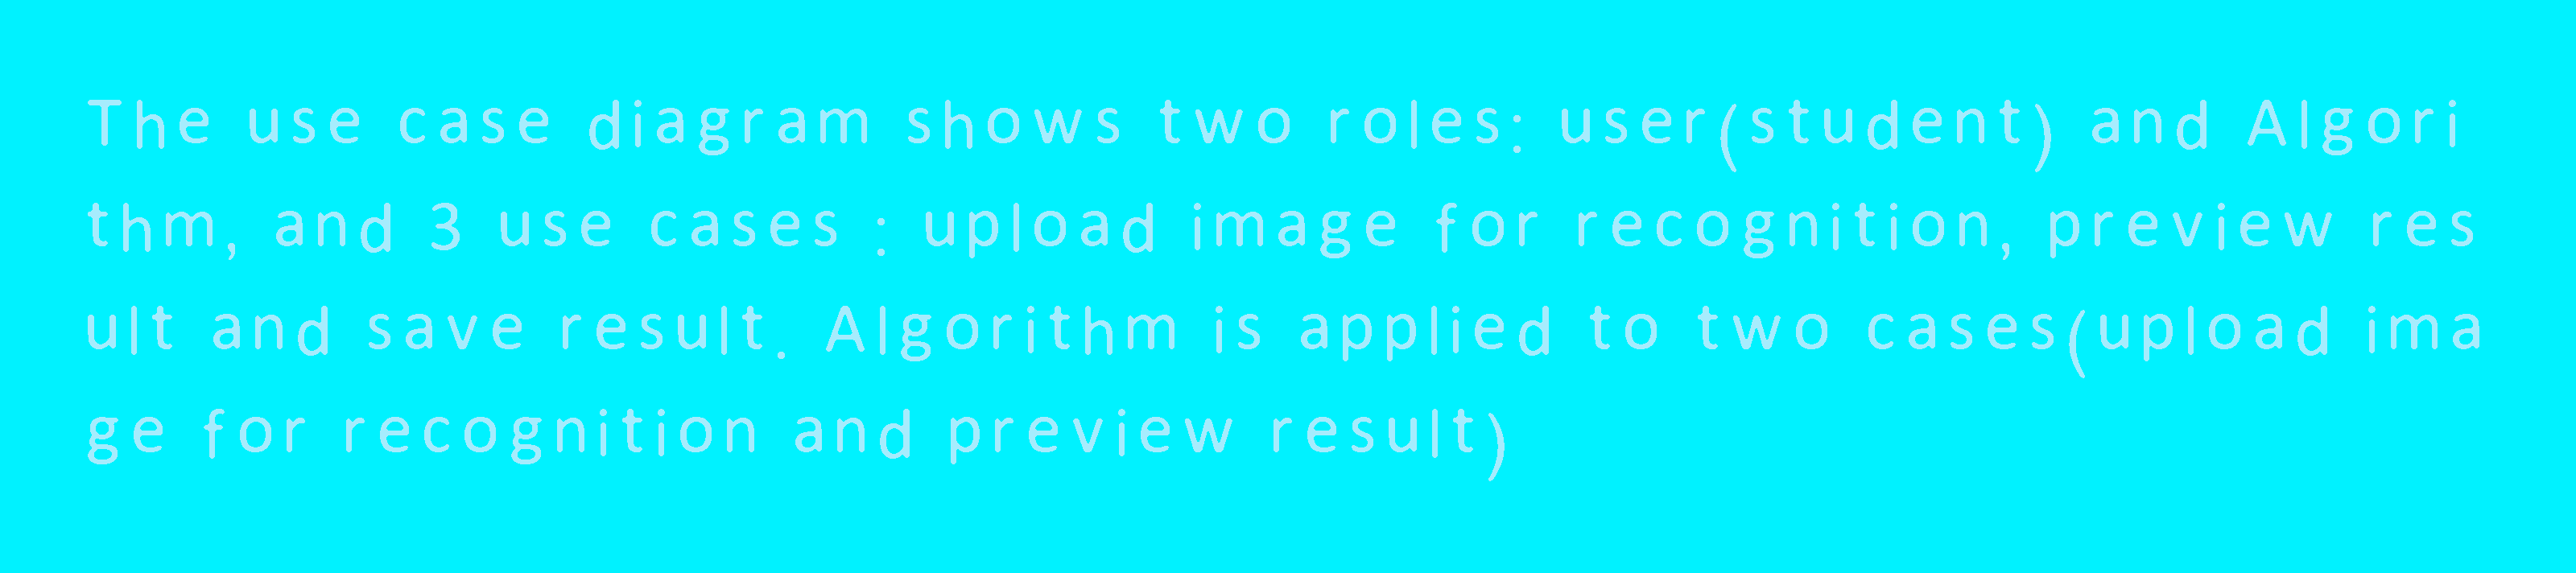 The use case diagram shows two roles: user(student) and Algori
thm, and 3 use cases : upload image for recognition, preview res
ult and save result. Algorithm is applied to two cases(upload ima
ge for recognition and preview result)